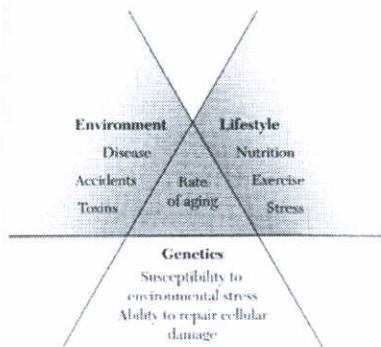 Environment
Disease
Accidents
Toxins
Lifestyle
Nutrition
Exercise
Stress
Rate
of aging
Genetics
Susceptibility to
environmental stress
Ability to repair cellular
damage